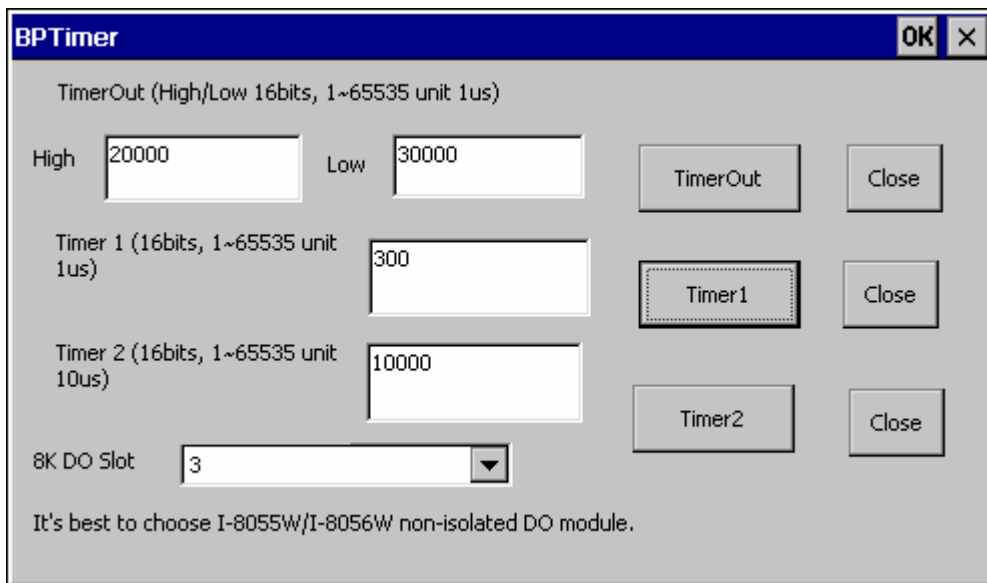 BPTimer OK ×
TimerOut (High/Low 16bits, 1~65535 unit 1us)
High 20000 Low 30000 TimerOut Close
Timer 1 (16bits, 1~65535 unit
1us)
300 Timer1 Close
Timer 2 (16bits, 1~65535 unit
10us)
10000 Timer2 Close
8K DO Slot 3
It's best to choose I-8055W/I-8056W non-isolated DO module.